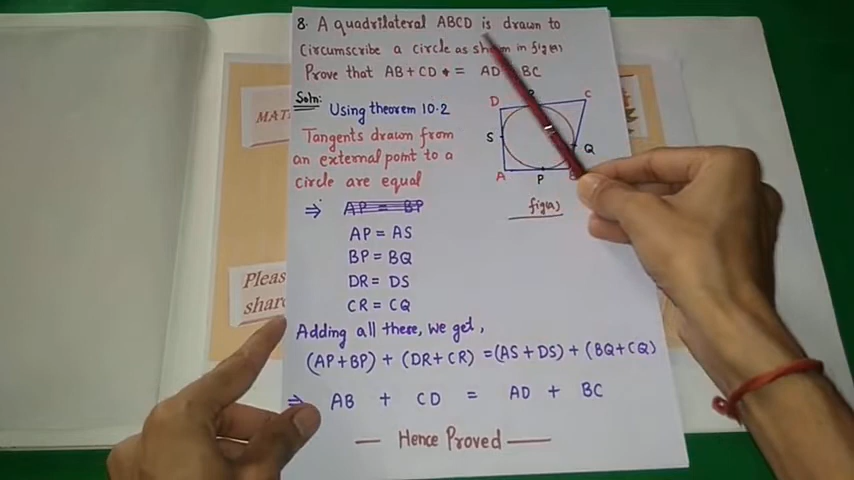 8. A quadrilateral ABCD is drawn to
Circumscribe a circle as shown in fig(a)
Prove that AB + CD = AD BC
Soln:
Using theorem 10.2
Tangents drawn from
an external point to a
circle are equal
⇒ AP = BP
AP = AS
BP = BQ
DR = DS
CR = CQ
Adding all these, we get,
(AP + BP) + (DR + CR) = (AS + DS) + (BQ + CQ)
⇒ AB + CD = AD + BC
— Hence Proved —
D
C
S
Q
A
P
fig(a)
MAT
Pleas
share